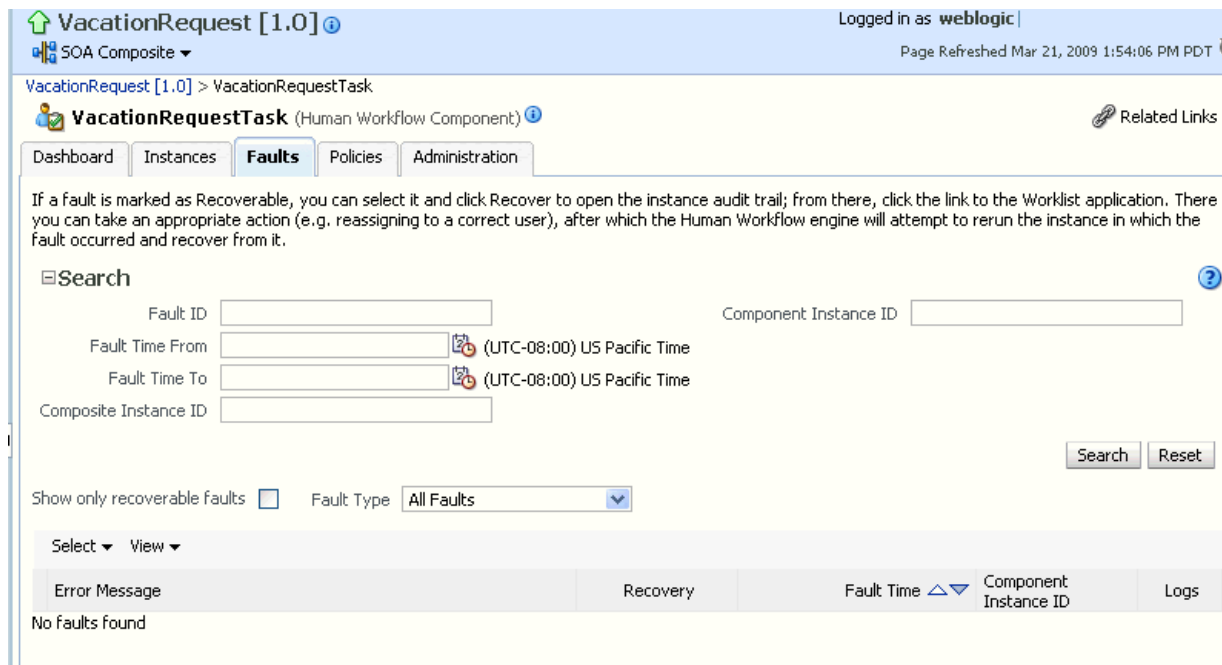 VacationRequest [1.0]
Logged in as weblogic
SOA Composite
Page Refreshed Mar 21, 2009 1:54:06 PM PDT
VacationRequest [1.0] > VacationRequestTask
VacationRequestTask (Human Workflow Component)
Related Links
Dashboard Instances Faults Policies Administration
If a fault is marked as Recoverable, you can select it and click Recover to open the instance audit trail; from there, click the link to the Worklist application. There
you can take an appropriate action (e.g. reassigning to a correct user), after which the Human Workflow engine will attempt to rerun the instance in which the
fault occurred and recover from it.
Search
Fault ID
Component Instance ID
Fault Time From (UTC-08:00) US Pacific Time
Fault Time To (UTC-08:00) US Pacific Time
Composite Instance ID
Search Reset
Show only recoverable faults Fault Type All Faults
Select View
Error Message Recovery Fault Time Component Instance ID Logs
No faults found